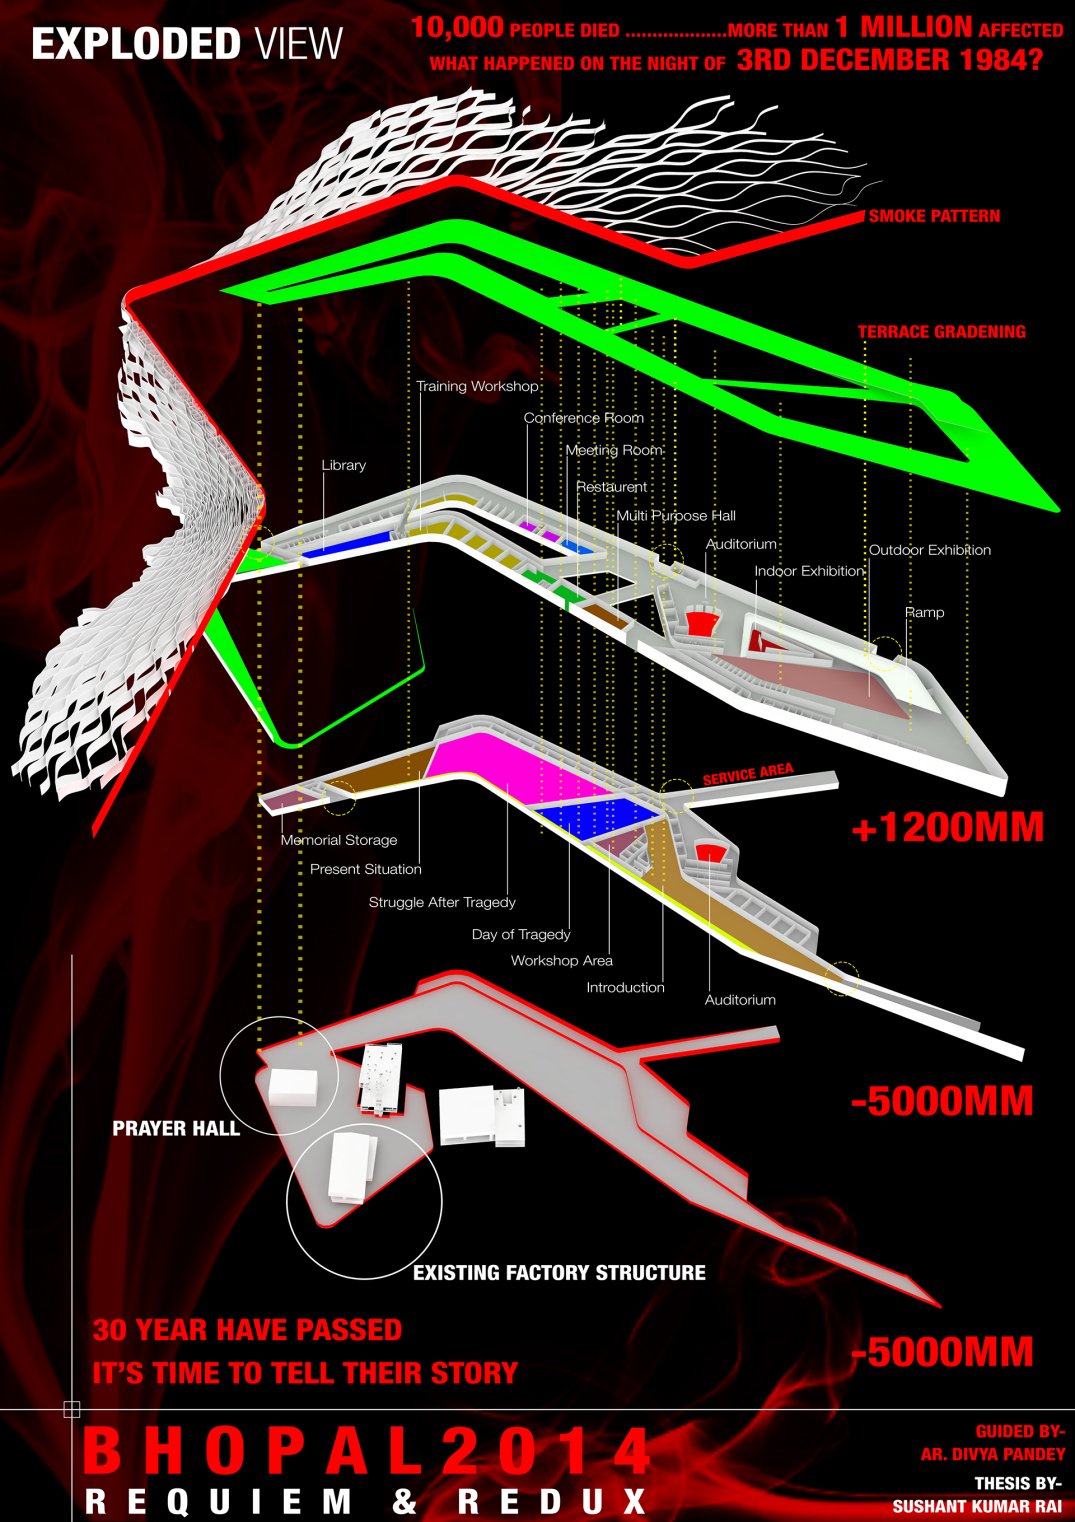 EXPLODED VIEW
10,000 PEOPLE DIED ...................MORE THAN 1 MILLION AFFECTED
WHAT HAPPENED ON THE NIGHT OF 3RD DECEMBER 1984?
SMOKE PATTERN
TERRACE GRADENING
Training Workshop
Conference Room
Meeting Room
Library
Restaurent
Multi Purpose Hall
Auditorium
Outdoor Exhibition
Indoor Exhibition
Ramp
SERVICE AREA
+1200MM
Memorial Storage
Present Situation
Struggle After Tragedy
Day of Tragedy
Workshop Area
Introduction
Auditorium
-5000MM
PRAYER HALL
EXISTING FACTORY STRUCTURE
30 YEAR HAVE PASSED
IT'S TIME TO TELL THEIR STORY
-5000MM
BHOPAL2014
REQUIEM & REDUX
GUIDED BY-
AR. DIVYA PANDEY
THESIS BY-
SUSHANT KUMAR RAI